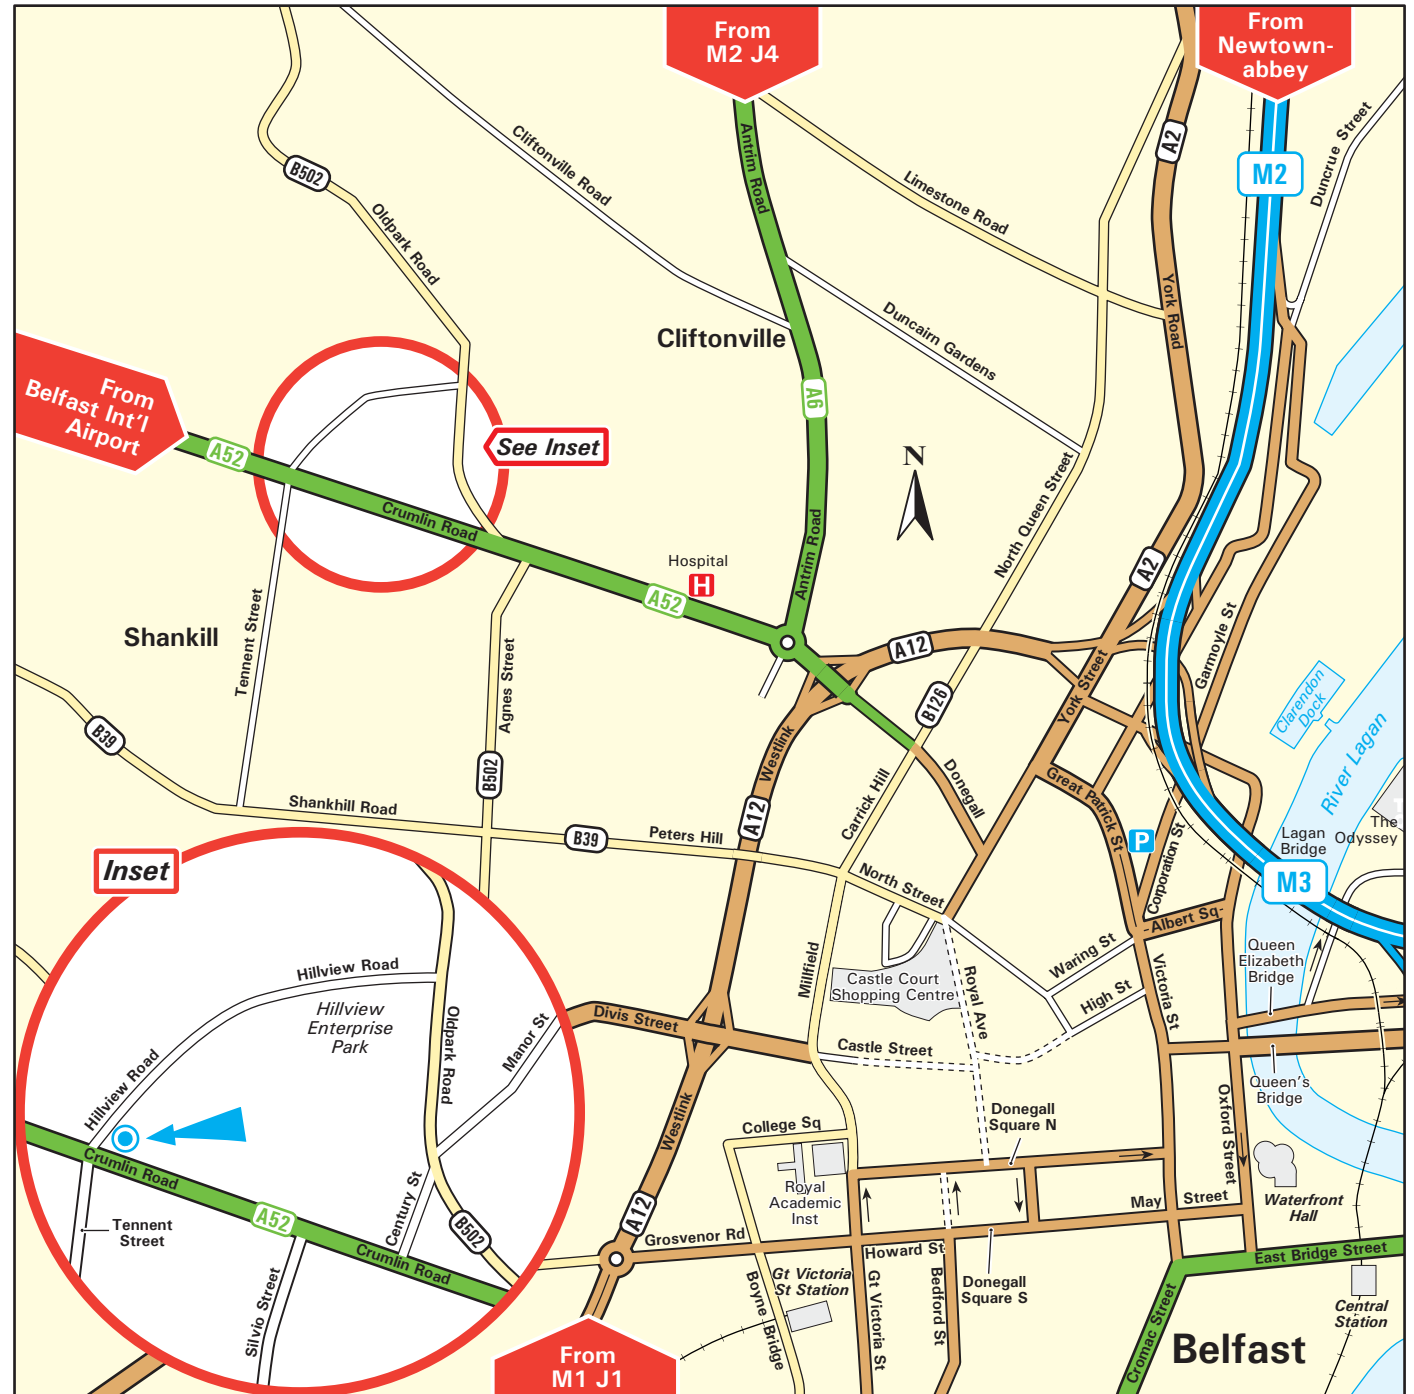 From
M2 J4
From
Newtown-
abbey
B502
Cliftonville Road
Antrim Road
Limestone Road
A2
M2
Duncrue Street
Oldpark Road
Cliftonville
Duncairn Gardens
York Road
From
Belfast Int'l
Airport
A52
See Inset
A6
Crumlin Road
N
North Queen Street
Hospital
H
A52
Antrim Road
A2
Shankill
Tennent Street
Agnes Street
A12
B126
York Street
Garmoyle St
Clarendon
Dock
River Lagan
B39
B502
Westlink
A12
Carrick Hill
Donegall
Great Patrick St
P
Corporation St
Lagan
Bridge
The
Odyssey
Shankhill Road
B39
Peters Hill
North Street
M3
Inset
Albert Sq
Waring St
High St
Victoria St
Queen
Elizabeth
Bridge
Millfield
Castle Court
Shopping Centre
Royal Ave
Divis Street
Castle Street
Hillview Road
Hillview
Enterprise
Park
Oldpark Road
Manor St
Hillview Road
Westlink
Queen's
Bridge
Oxford Street
Donegall
Square N
College Sq
Royal
Academic
Inst
Crumlin Road
A52
Century St
B502
Tennent
Street
Crumlin Road
Silvio Street
A12
Grosvenor Rd
Howard St
May Street
Waterfront
Hall
East Bridge Street
Gt Victoria
St Station
Boyne Bridge
Gt Victoria St
Bedford St
Donegall
Square S
Cromac Street
Central
Station
Belfast
From
M1 J1